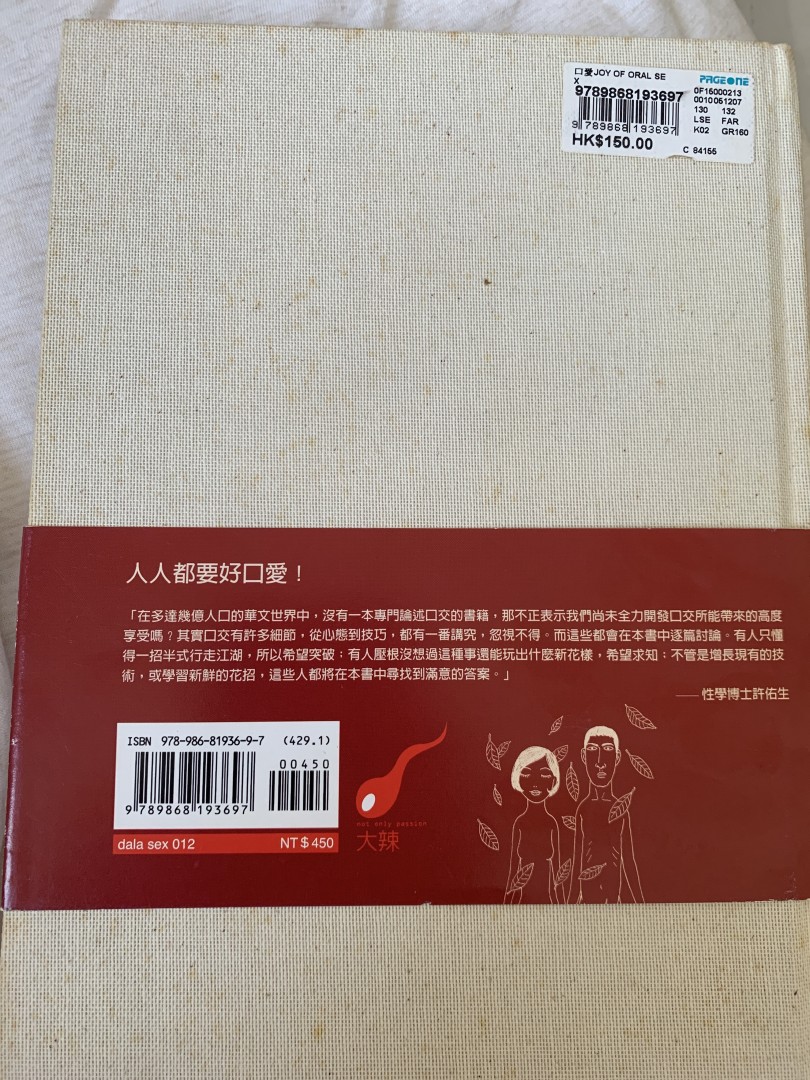 口愛JOY OF ORAL SE
X
PAGEONE
9789868193697
0F15000213
0010051207
130 132
LSE FAR
K02 GR160
9 789868 193697
HK$150.00
C 84155
人人都要好口愛！
「在多達幾億人口的華文世界中，沒有一本專門論述口交的書籍，那不正表示我們尚未全力開發口交所能帶來的高度
享受嗎？其實口交有許多細節，從心態到技巧，都有一番講究，忽視不得。而這些都會在本書中逐篇討論。有人只懂
得一招半式行走江湖，所以希望突破；有人壓根沒想過這種事還能玩出什麼新花樣，希望求知；不管是增長現有的技
術，或學習新鮮的花招，這些人都將在本書中尋找到滿意的答案。」
——性學博士許佑生
ISBN 978-986-81936-9-7 (429.1)
00450
9 789868 193697
dala sex 012 NT$450
not only passion
大辣